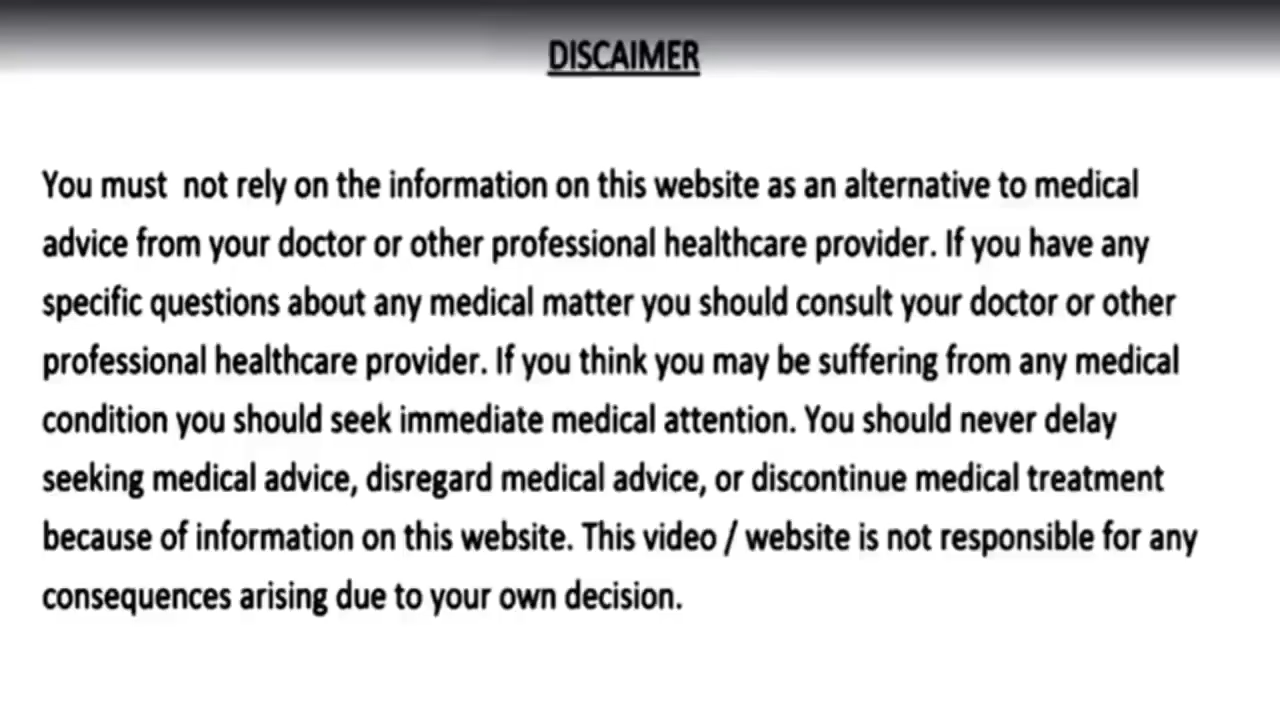 DISCAIMER
You must  not rely on the information on this website as an alternative to medical
advice from your doctor or other professional healthcare provider. If you have any
specific questions about any medical matter you should consult your doctor or other
professional healthcare provider. If you think you may be suffering from any medical
condition you should seek immediate medical attention. You should never delay
seeking medical advice, disregard medical advice, or discontinue medical treatment
because of information on this website. This video / website is not responsible for any
consequences arising due to your own decision.